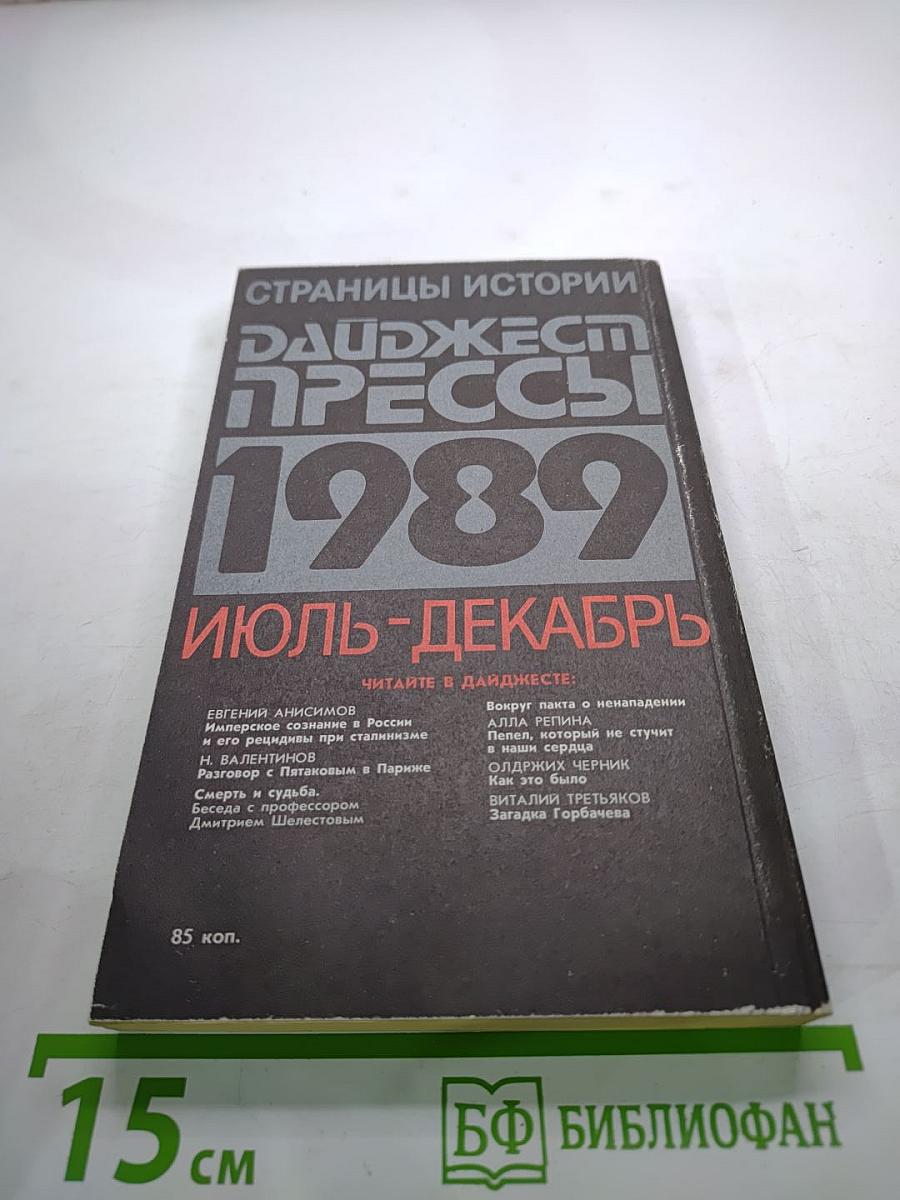 СТРАНИЦЫ ИСТОРИИ
ДАЙДЖЕСТ
ПРЕССЫ
1989
ИЮЛЬ-ДЕКАБРЬ
ЧИТАЙТЕ В ДАЙДЖЕСТЕ:
ЕВГЕНИЙ АНИСИМОВ
Имперское сознание в России
и его рецидивы при сталинизме
Н. ВАЛЕНТИНОВ
Разговор с Пятаковым в Париже
Смерть и судьба.
Беседа с профессором
Дмитрием Шелестовым
Вокруг пакта о ненападении
АЛЛА РЕПИНА
Пепел, который не стучит
в наши сердца
ОЛДРЖИХ ЧЕРНИК
Как это было
ВИТАЛИЙ ТРЕТЬЯКОВ
Загадка Горбачева
85 коп.
15 см
БФ БИБЛИОФАН